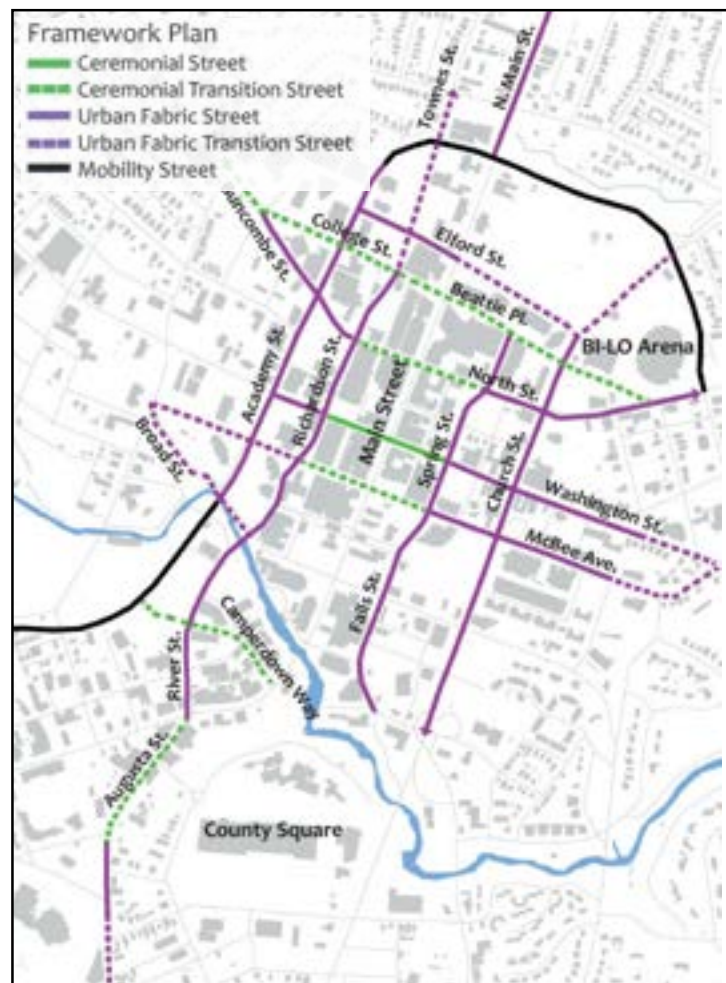 Framework Plan
Ceremonial Street
Ceremonial Transition Street
Urban Fabric Street
Urban Fabric Transtion Street
Mobility Street
Townes St.
N. Main St.
uncombe St.
College St.
Elford St.
Beattie Pl.
BI-LO Arena
Academy St.
Richardson St.
Main Street
North St.
Spring St.
Church St.
Broad St.
Washington St.
McBee Ave.
Falls St.
Camperdown Way
River St.
Augusta St.
County Square